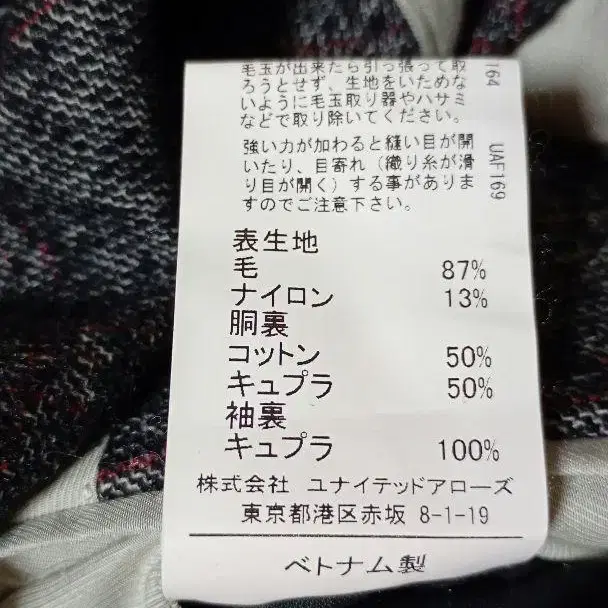 毛玉が出来たら引っ張って取
ろうとせず、生地をいためな
いように毛玉取り器やハサミ
などで取り除いてください。
強い力が加わると縫い目が開
いたり、目寄れ（織り糸が滑
り目が開く）する事がありま
すのでご注意下さい。
表生地
毛 87%
ナイロン 13%
胴裏
コットン 50%
キュプラ 50%
袖裏
キュプラ 100%
株式会社 ユナイテッドアローズ
東京都港区赤坂 8-1-19
ベトナム製
164
UAF169